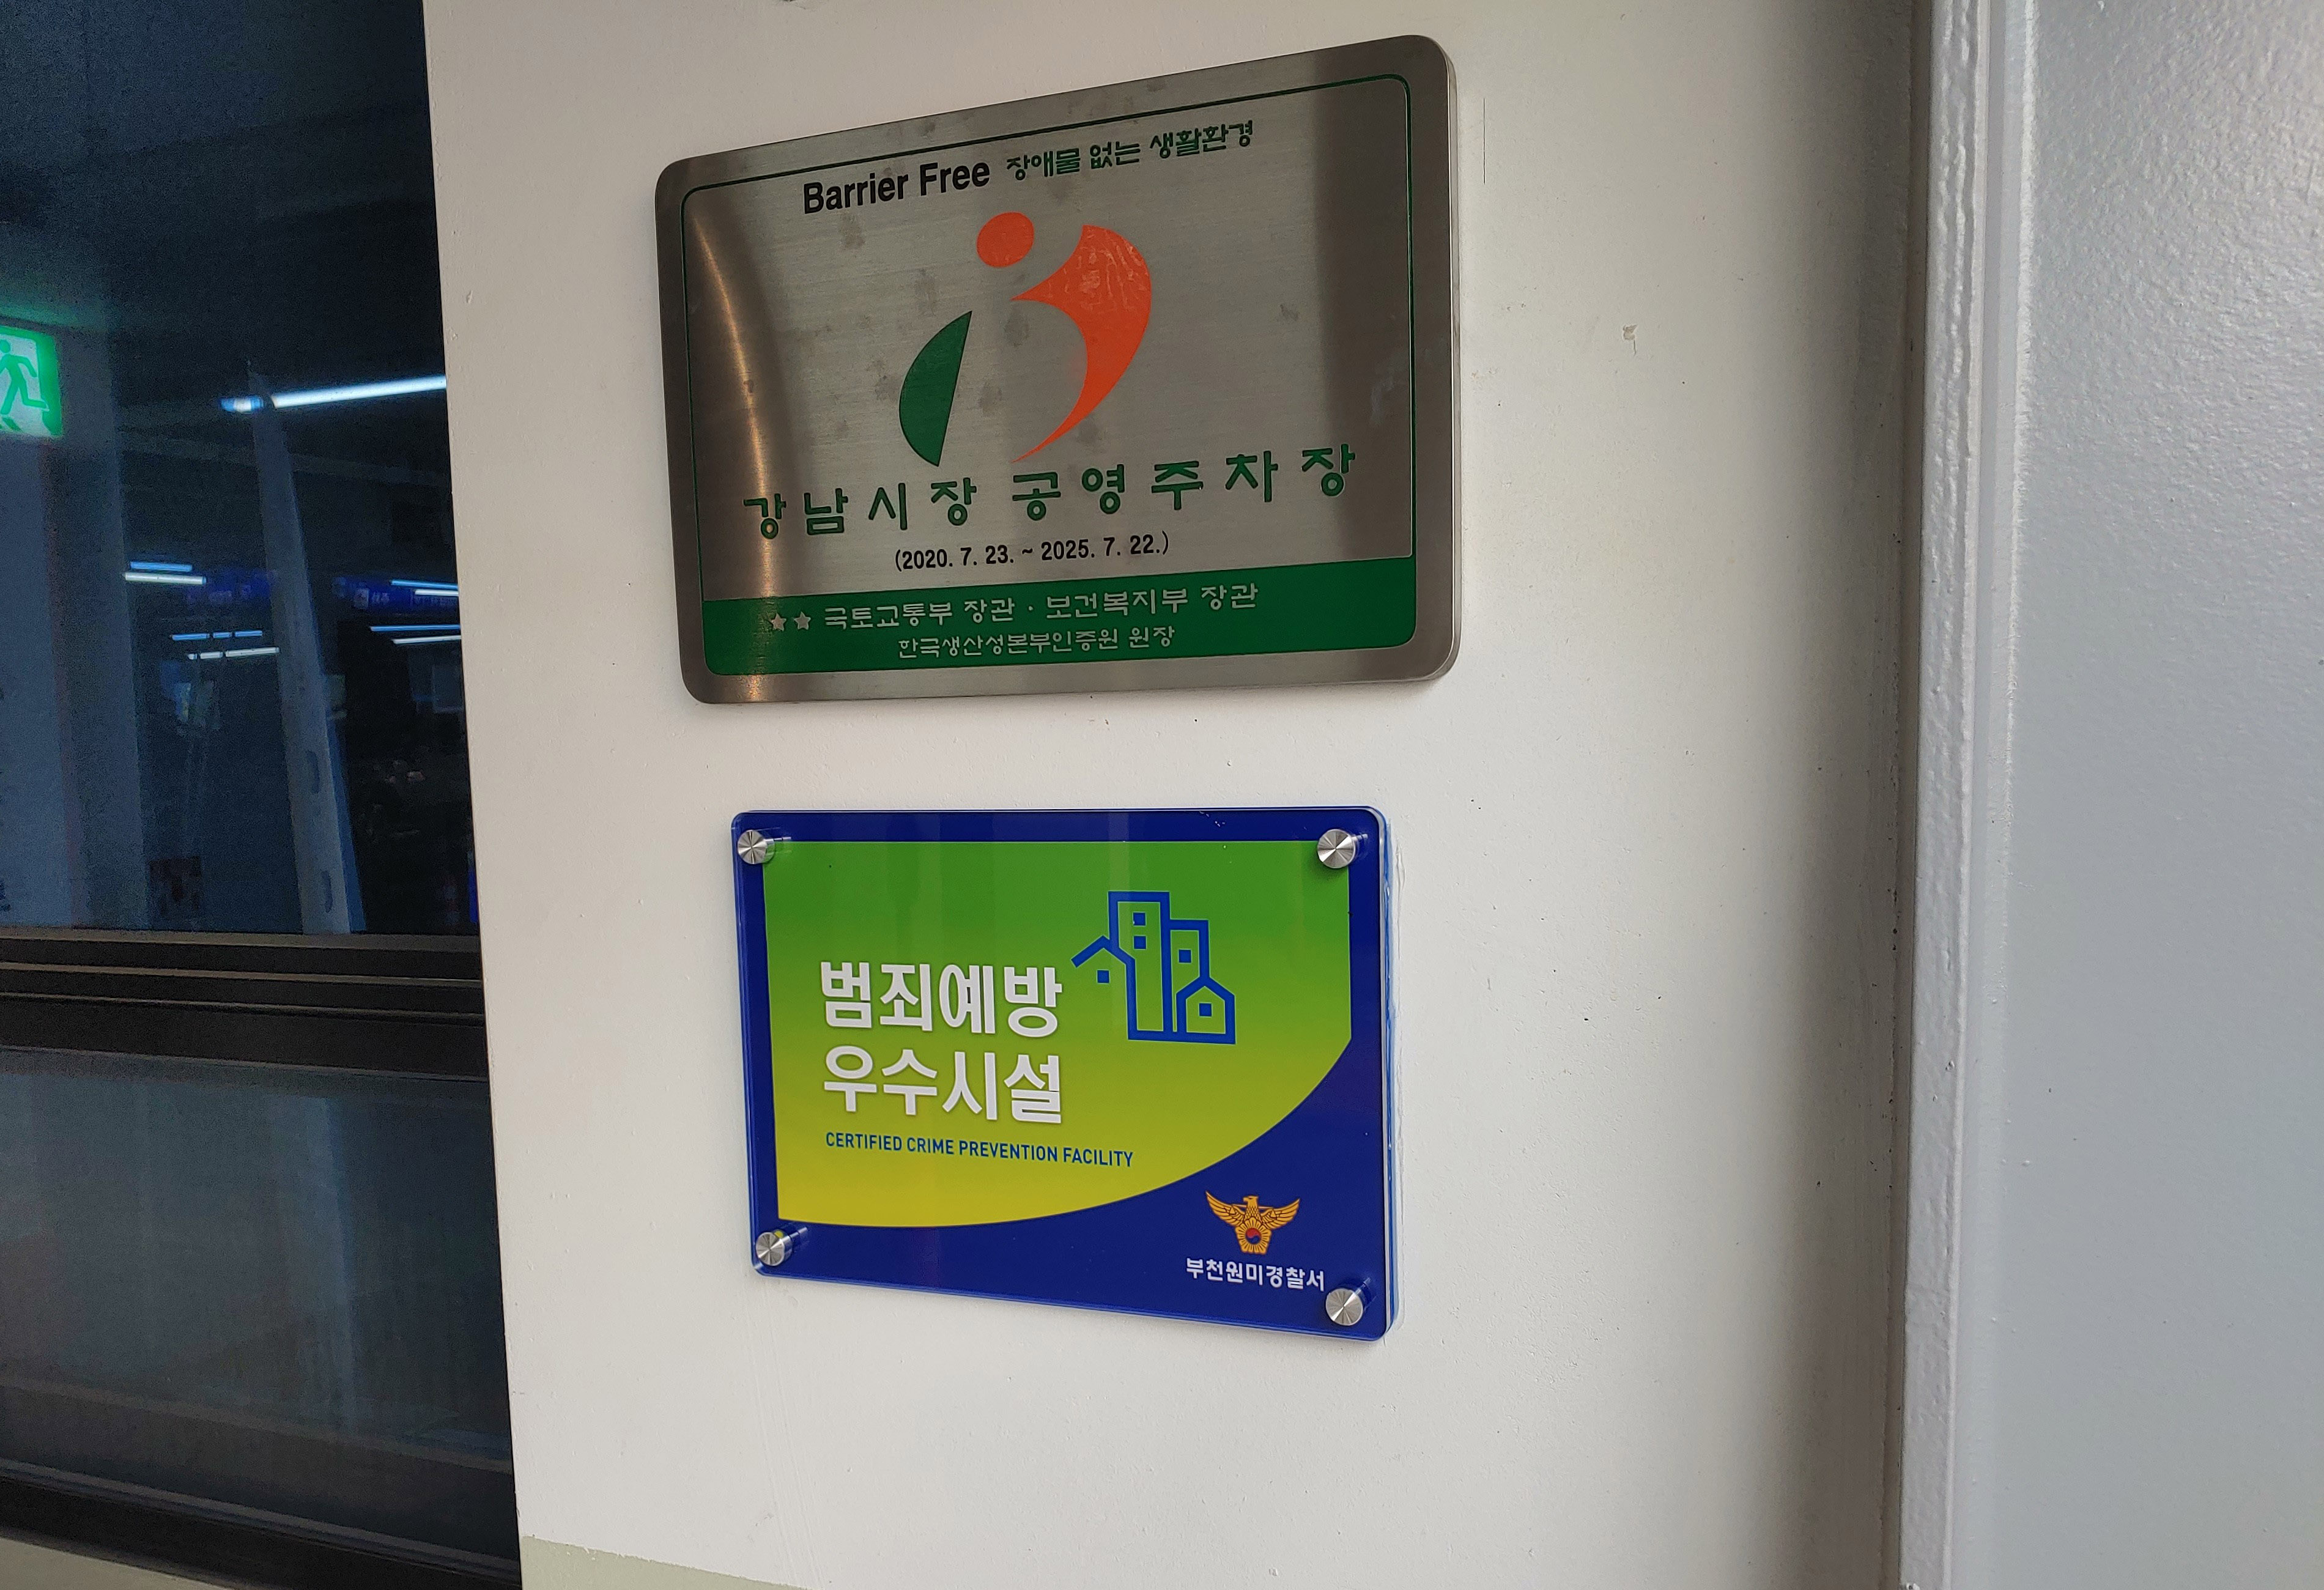 Barrier Free 장애물 없는 생활환경
강남시장 공영주차장
(2020. 7. 23. ~ 2025. 7. 22.)
★★ 국토교통부 장관 · 보건복지부 장관
한국생산성본부인증원 원장
범죄예방
우수시설
CERTIFIED CRIME PREVENTION FACILITY
부천원미경찰서